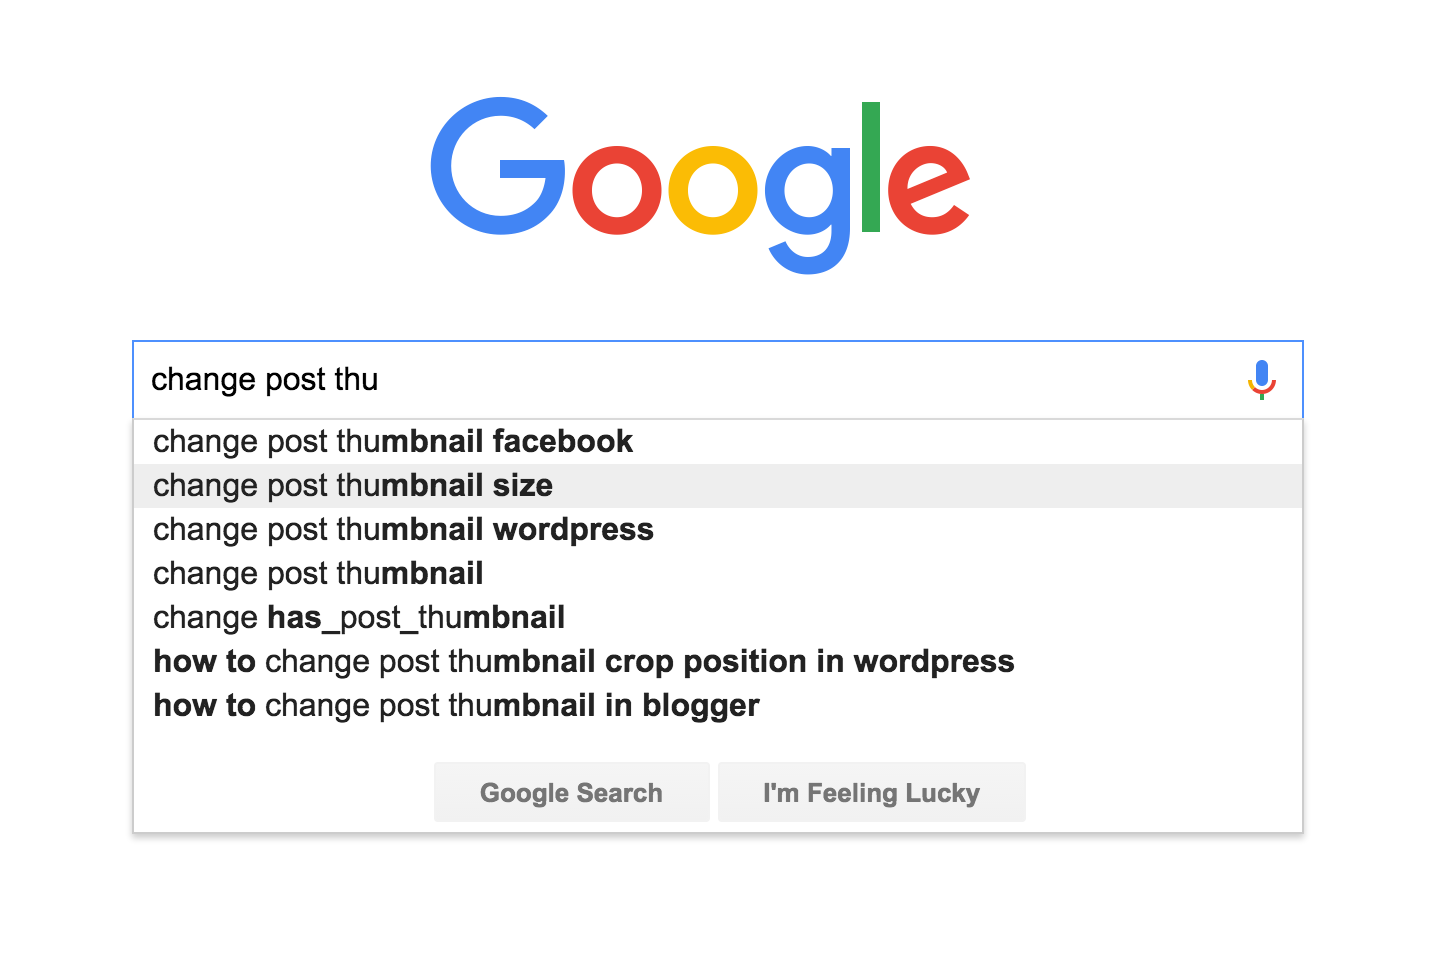 Google
change post thu
change post thumbnail facebook
change post thumbnail size
change post thumbnail wordpress
change post thumbnail
change has_post_thumbnail
how to change post thumbnail crop position in wordpress
how to change post thumbnail in blogger
Google Search
I'm Feeling Lucky